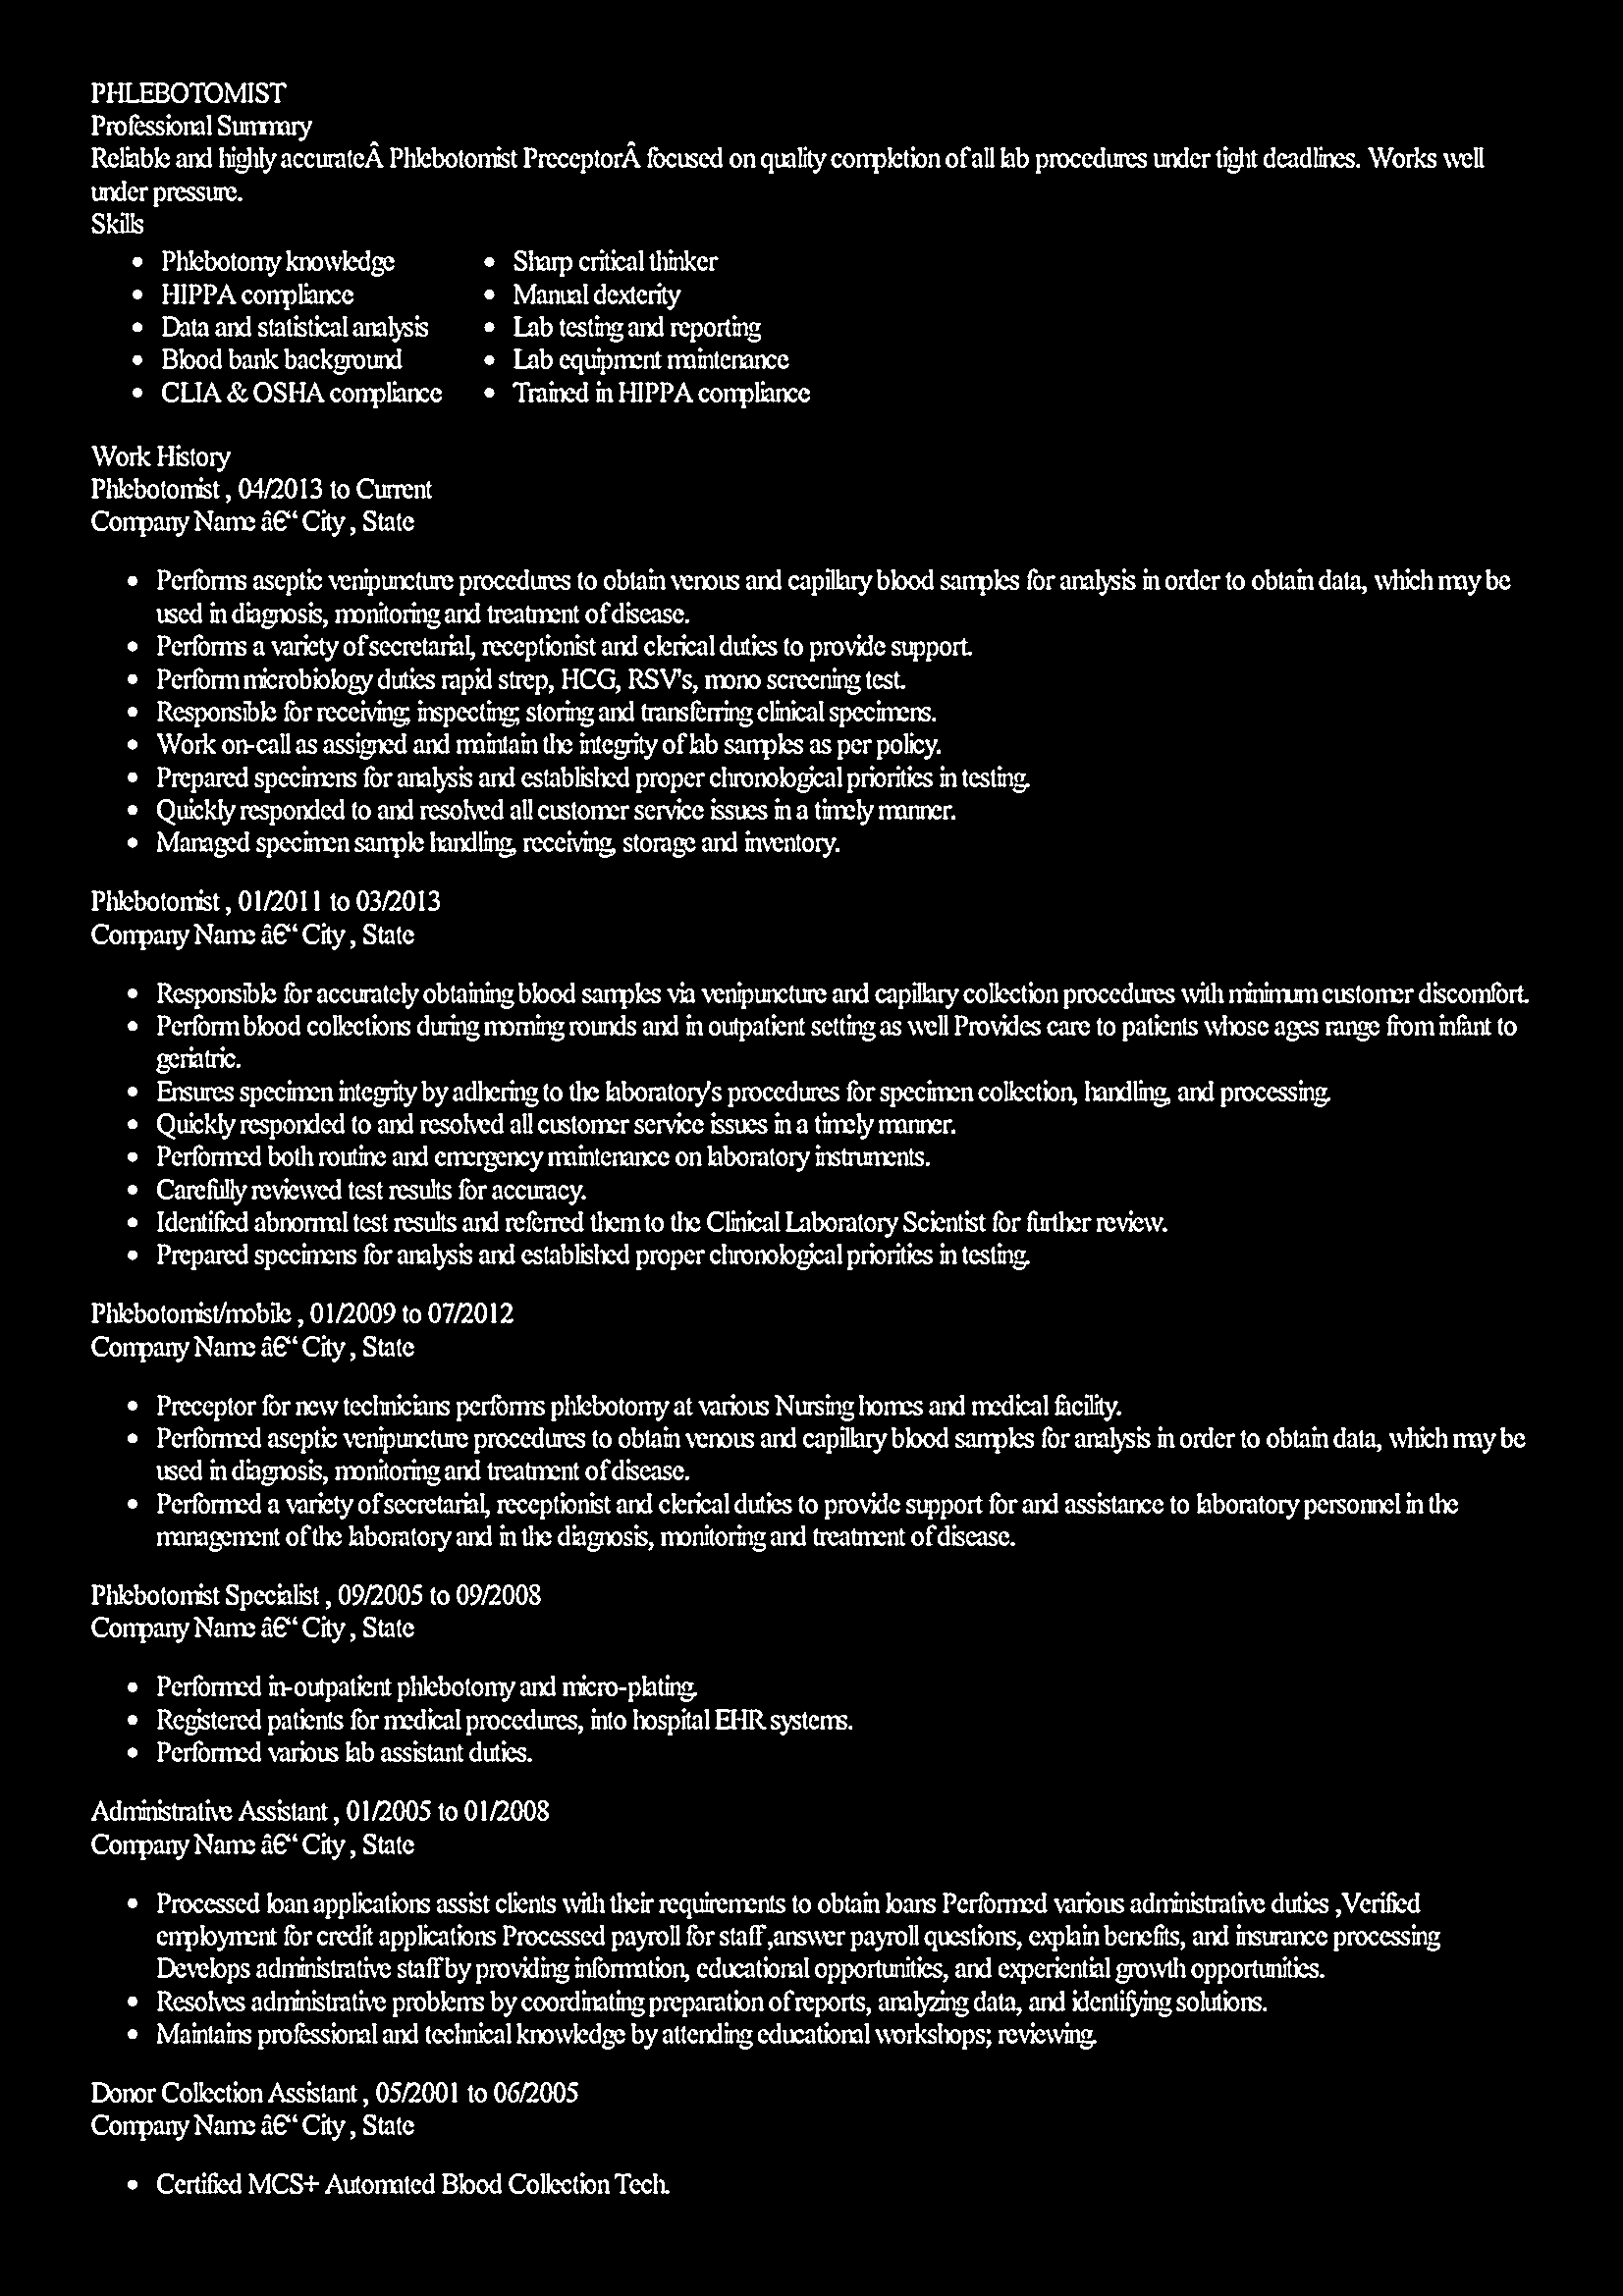 PHLEBOTOMIST
Professional Summary
Reliable and highly accurateÂ Phlebotomist PreceptorÂ focused on quality completion of all lab procedures under tight deadlines. Works well
under pressure.
Skills
• Phlebotomy knowledge • Sharp critical thinker
• HIPPA compliance • Manual dexterity
• Data and statistical analysis • Lab testing and reporting
• Blood bank background • Lab equipment maintenance
• CLIA & OSHA compliance • Trained in HIPPA compliance
Work History
Phlebotomist , 04/2013 to Current
Company Name â€“ City , State
• Performs aseptic venipuncture procedures to obtain venous and capillary blood samples for analysis in order to obtain data, which may be
used in diagnosis, monitoring and treatment of disease.
• Performs a variety of secretarial, receptionist and clerical duties to provide support.
• Perform microbiology duties rapid strep, HCG, RSV's, mono screening test.
• Responsible for receiving, inspecting, storing and transferring clinical specimens.
• Work on-call as assigned and maintain the integrity of lab samples as per policy.
• Prepared specimens for analysis and established proper chronological priorities in testing.
• Quickly responded to and resolved all customer service issues in a timely manner.
• Managed specimen sample handling, receiving, storage and inventory.
Phlebotomist , 01/2011 to 03/2013
Company Name â€“ City , State
• Responsible for accurately obtaining blood samples via venipuncture and capillary collection procedures with minimum customer discomfort.
• Perform blood collections during morning rounds and in outpatient setting as well Provides care to patients whose ages range from infant to
geriatric.
• Ensures specimen integrity by adhering to the laboratory's procedures for specimen collection, handling, and processing.
• Quickly responded to and resolved all customer service issues in a timely manner.
• Performed both routine and emergency maintenance on laboratory instruments.
• Carefully reviewed test results for accuracy.
• Identified abnormal test results and referred them to the Clinical Laboratory Scientist for further review.
• Prepared specimens for analysis and established proper chronological priorities in testing.
Phlebotomist/mobile , 01/2009 to 07/2012
Company Name â€“ City , State
• Preceptor for new technicians performs phlebotomy at various Nursing homes and medical facility.
• Performed aseptic venipuncture procedures to obtain venous and capillary blood samples for analysis in order to obtain data, which may be
used in diagnosis, monitoring and treatment of disease.
• Performed a variety of secretarial, receptionist and clerical duties to provide support for and assistance to laboratory personnel in the
management of the laboratory and in the diagnosis, monitoring and treatment of disease.
Phlebotomist Specialist , 09/2005 to 09/2008
Company Name â€“ City , State
• Performed in-outpatient phlebotomy and micro-plating.
• Registered patients for medical procedures, into hospital EHR systems.
• Performed various lab assistant duties.
Administrative Assistant , 01/2005 to 01/2008
Company Name â€“ City , State
• Processed loan applications assist clients with their requirements to obtain loans Performed various administrative duties ,Verified
employment for credit applications Processed payroll for staff ,answer payroll questions, explain benefits, and insurance processing
Develops administrative staff by providing information, educational opportunities, and experiential growth opportunities.
• Resolves administrative problems by coordinating preparation of reports, analyzing data, and identifying solutions.
• Maintains professional and technical knowledge by attending educational workshops; reviewing.
Donor Collection Assistant , 05/2001 to 06/2005
Company Name â€“ City , State
• Certified MCS+ Automated Blood Collection Tech.